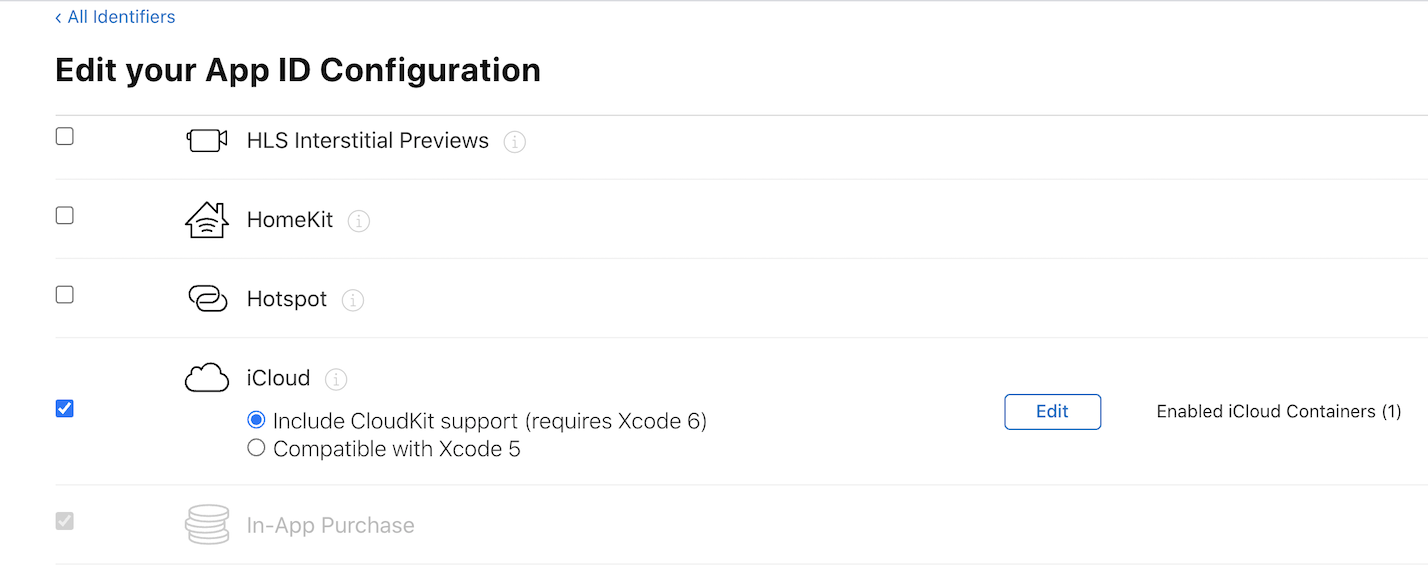 ‹ All Identifiers
Edit your App ID Configuration
HLS Interstitial Previews
HomeKit
Hotspot
iCloud
Include CloudKit support (requires Xcode 6)
Compatible with Xcode 5
Edit
Enabled iCloud Containers (1)
In-App Purchase